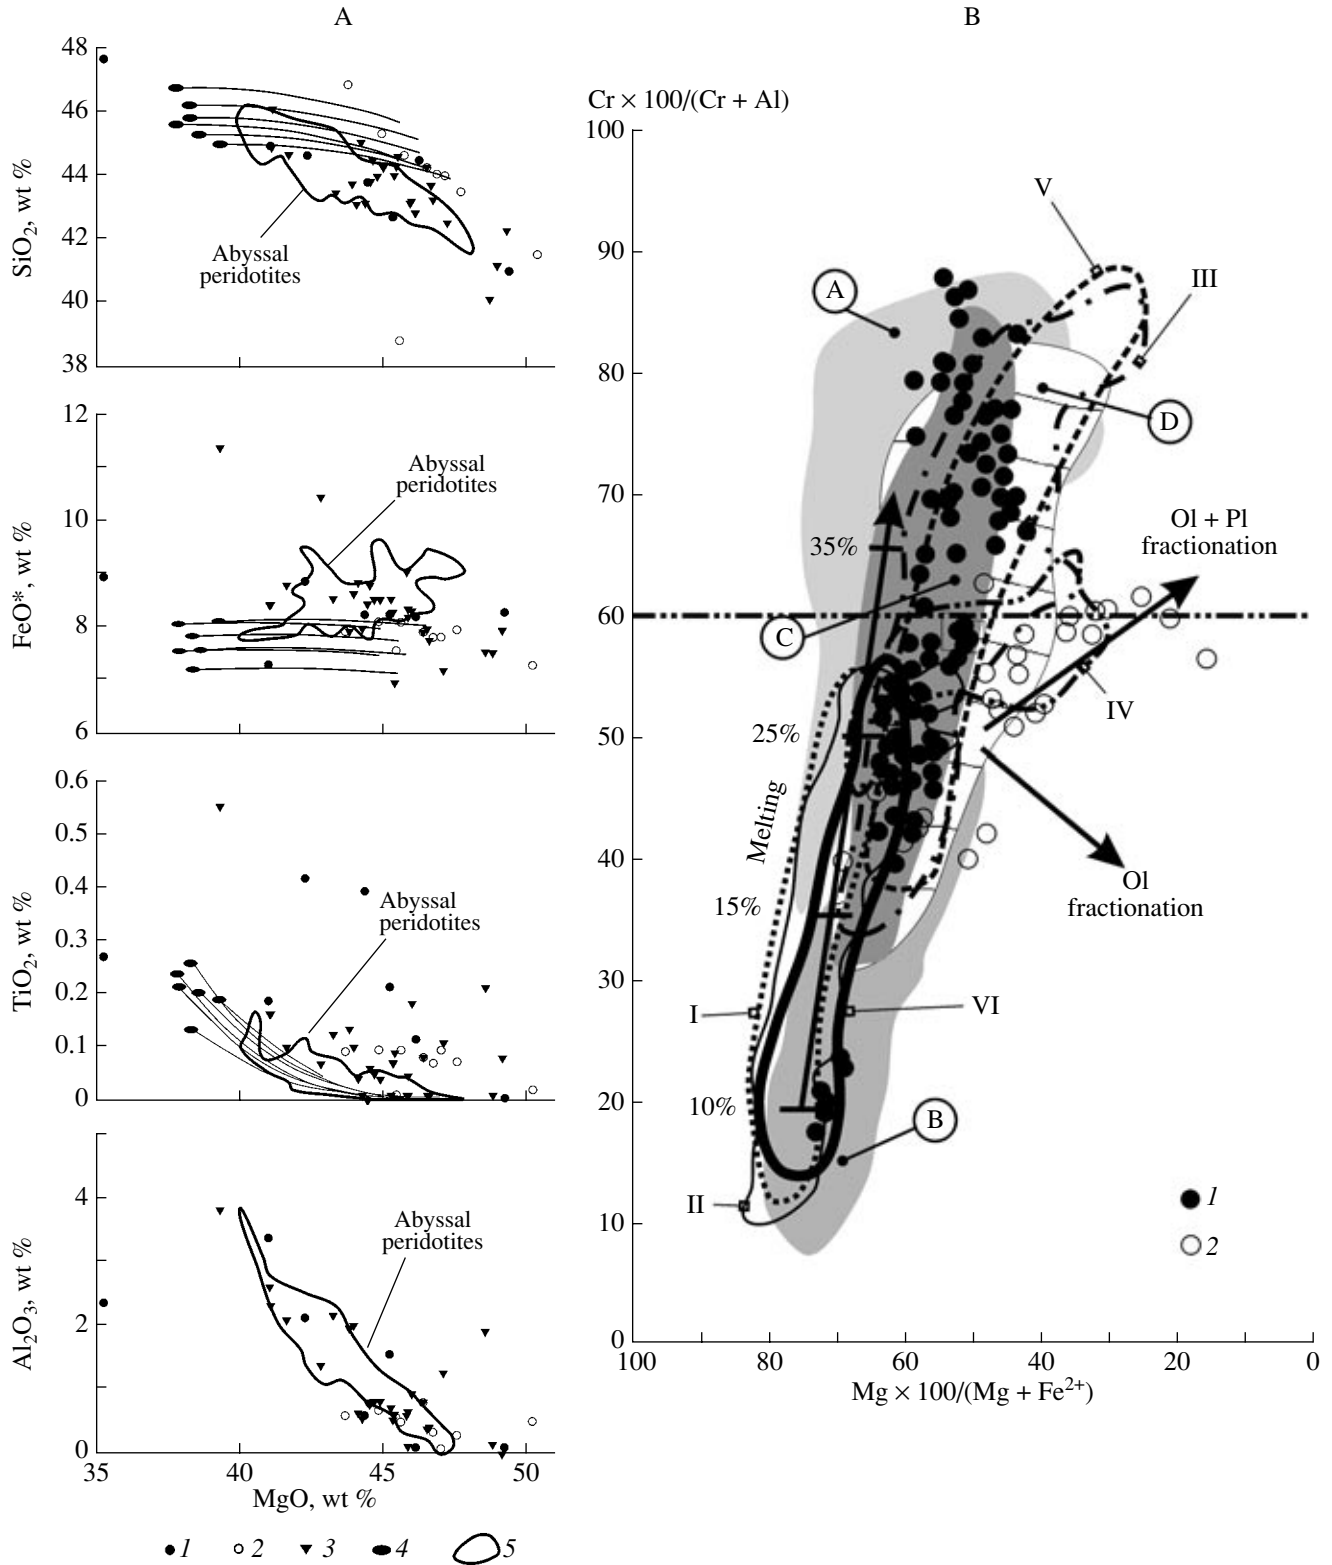 A
48
46
44
42
40
38
SiO₂, wt %
Abyssal
peridotites
12
10
8
6
FeO*, wt %
Abyssal
peridotites
0.6
0.5
0.4
0.3
0.2
0.1
0
TiO₂, wt %
Abyssal
peridotites
4
2
0
Al₂O₃, wt %
Abyssal
peridotites
35
40
45
50
MgO, wt %
1
2
3
4
5
B
Cr × 100/(Cr + Al)
100
90
80
70
60
50
40
30
20
10
0
V
III
A
D
Ol + Pl
fractionation
35%
C
IV
25%
Melting
Ol
fractionation
15%
I
VI
10%
B
II
1
2
100
80
60
40
20
0
Mg × 100/(Mg + Fe²⁺)